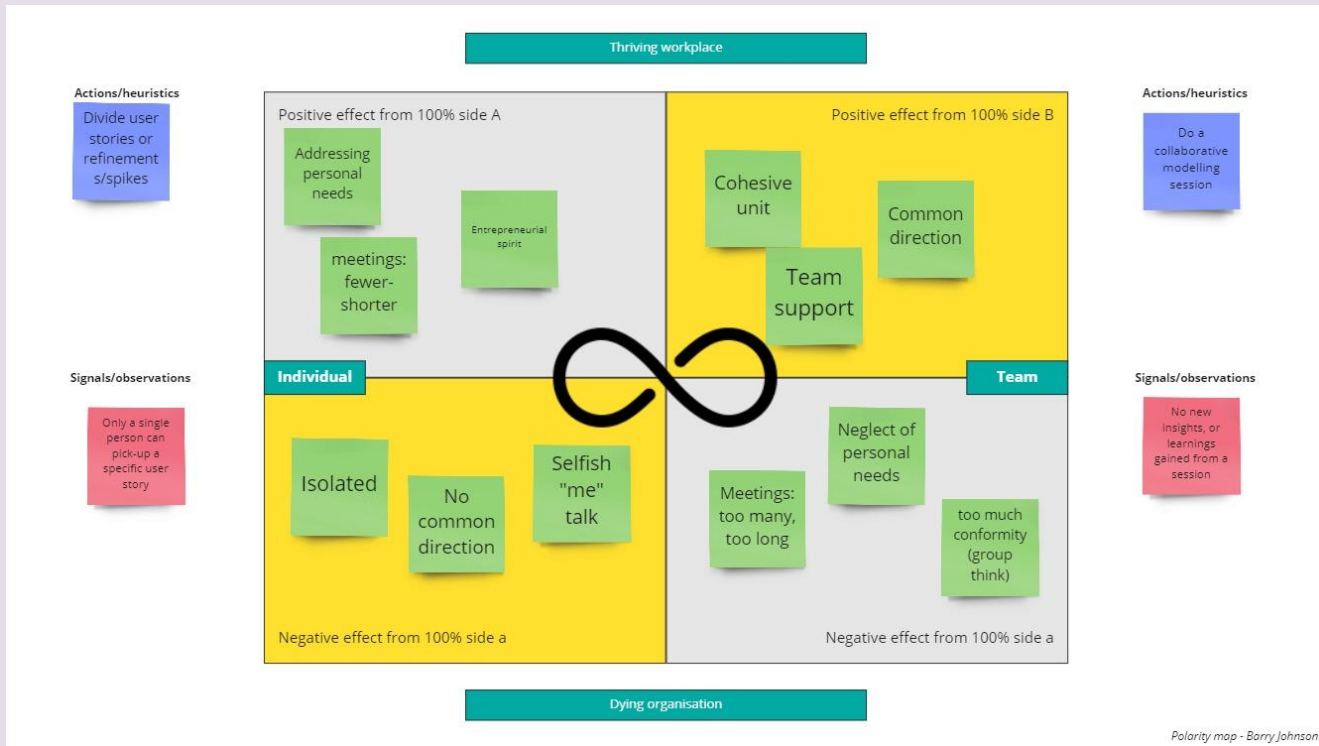 Thriving workplace
Actions/heuristics
Divide user
stories or
refinement
s/spikes
Signals/observations
Only a single
person can
pick-up a
specific user
story
Positive effect from 100% side A
Addressing
personal
needs
Entrepreneurial
spirit
meetings:
fewer-
shorter
Positive effect from 100% side B
Cohesive
unit
Common
direction
Team
support
Individual
Team
Isolated
No
common
direction
Selfish
"me"
talk
Negative effect from 100% side a
Neglect of
personal
needs
Meetings:
too many,
too long
too much
conformity
(group
think)
Negative effect from 100% side a
Actions/heuristics
Do a
collaborative
modelling
session
Signals/observations
No new
insights, or
learnings
gained from a
session
Dying organisation
Polarity map - Barry Johnson